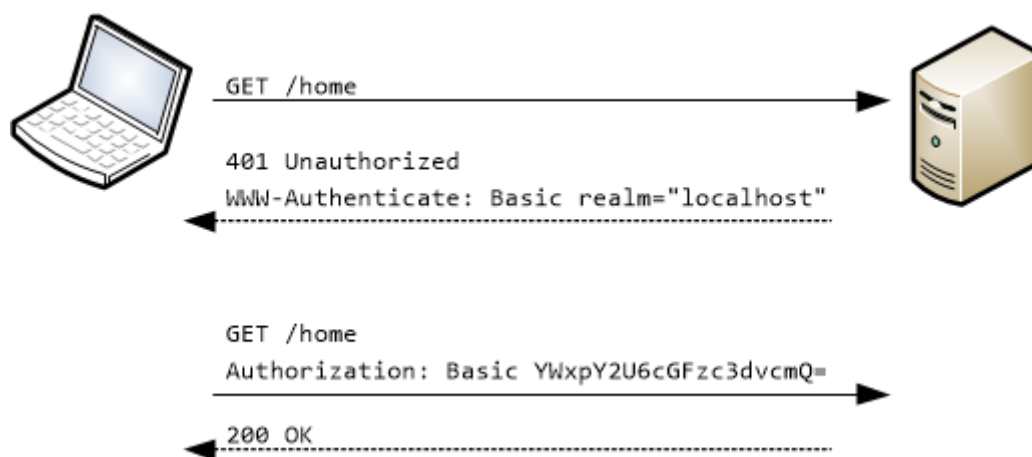 GET /home
401 Unauthorized
WWW-Authenticate: Basic realm="localhost"
GET /home
Authorization: Basic YWxpY2U6cGFzc3dvcmQ=
200 OK